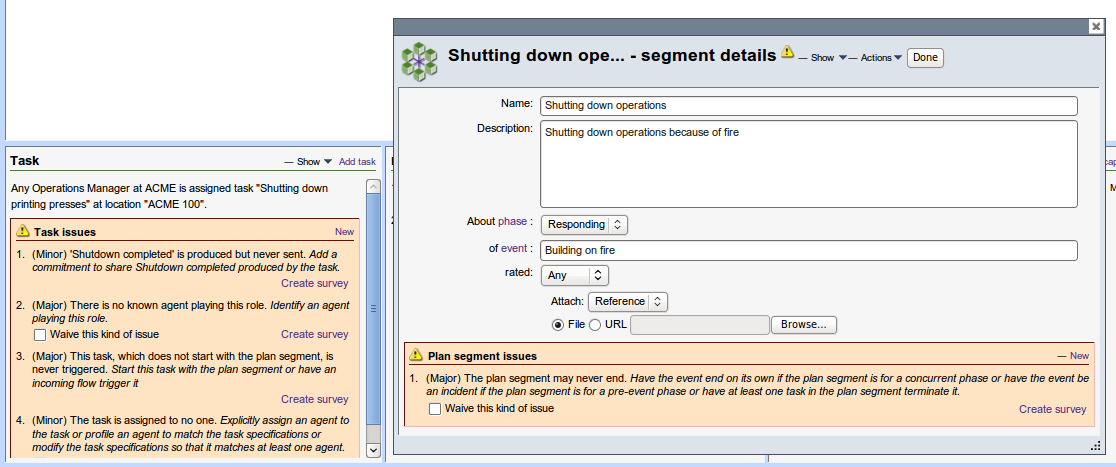 Task — Show Add task
Any Operations Manager at ACME is assigned task "Shutting down
printing presses" at location "ACME 100".
Task issues New
1. (Minor) 'Shutdown completed' is produced but never sent. Add a
commitment to share Shutdown completed produced by the task.
Create survey
2. (Major) There is no known agent playing this role. Identify an agent
playing this role.
Waive this kind of issue Create survey
3. (Major) This task, which does not start with the plan segment, is
never triggered. Start this task with the plan segment or have an
incoming flow trigger it
Create survey
4. (Minor) The task is assigned to no one. Explicitly assign an agent to
the task or profile an agent to match the task specifications or
modify the task specifications so that it matches at least one agent.
Shutting down ope... - segment details — Show — Actions Done
Name: Shutting down operations
Description: Shutting down operations because of fire
About phase : Responding
of event : Building on fire
rated: Any
Attach: Reference
File URL Browse...
Plan segment issues — New
1. (Major) The plan segment may never end. Have the event end on its own if the plan segment is for a concurrent phase or have the event be
an incident if the plan segment is for a pre-event phase or have at least one task in the plan segment terminate it.
Waive this kind of issue Create survey